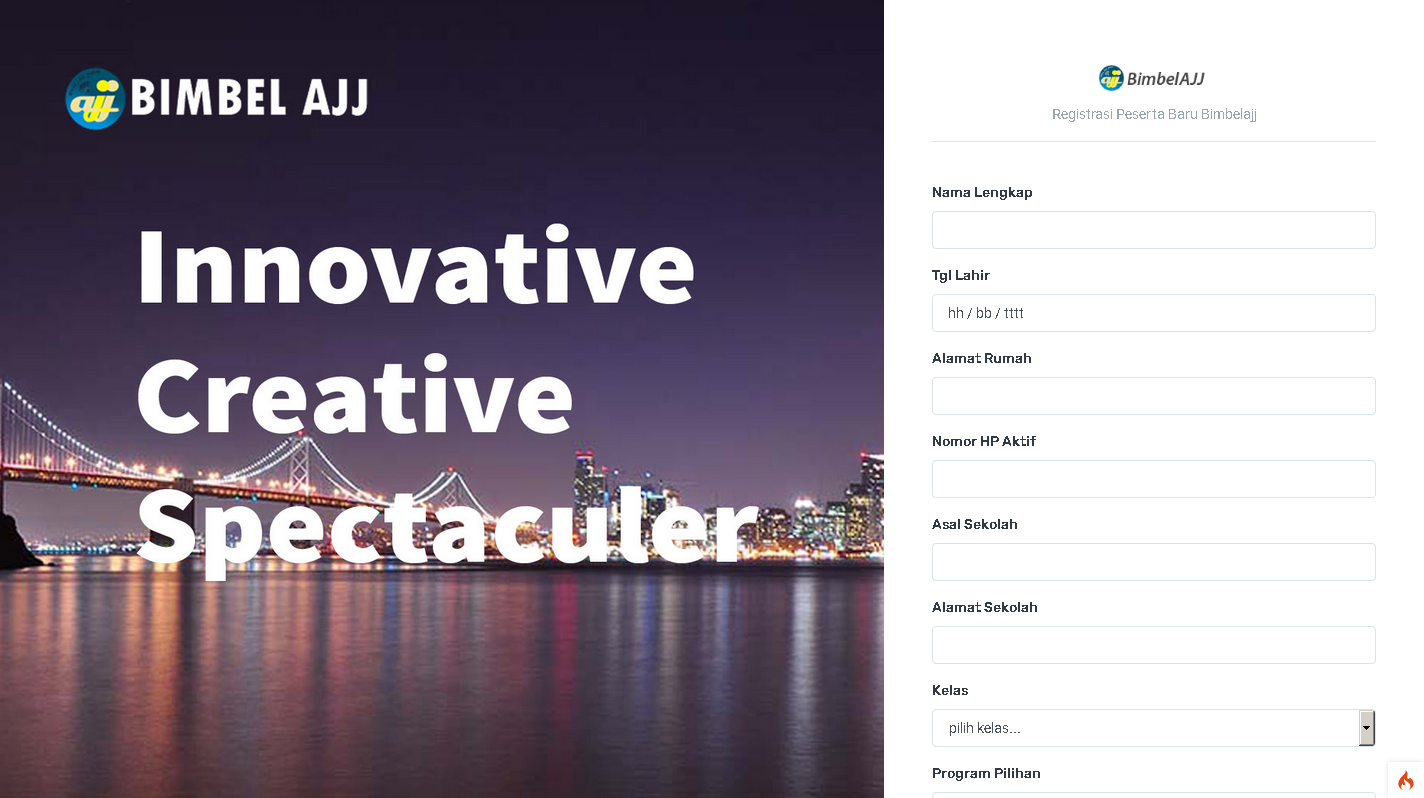 BIMBEL AJJ
Innovative
Creative
Spectaculer
BimbelAJJ
Registrasi Peserta Baru Bimbelajj
Nama Lengkap
Tgl Lahir
hh / bb / tttt
Alamat Rumah
Nomor HP Aktif
Asal Sekolah
Alamat Sekolah
Kelas
pilih kelas...
Program Pilihan